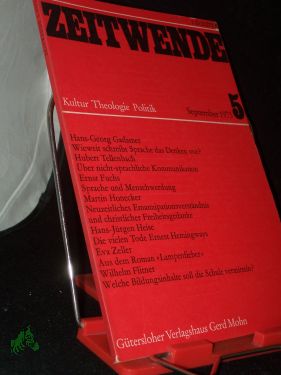 ZEITWENDE
Kultur Theologie Politik
September 1973
5
Hans-Georg Gadamer
Wieweit schreibt Sprache das Denken vor?
Hubert Tellenbach
Über nicht-sprachliche Kommunikation
Ernst Fuchs
Sprache und Menschwerdung
Martin Honecker
Neuzeitliches Emanzipationsverständnis
und christlicher Freiheitsgedanke
Hans-Jürgen Heise
Die vielen Tode Ernest Hemingways
Eva Zeller
Aus dem Roman »Lampenfieber«
Wilhelm Flitner
Welche Bildungsinhalte soll die Schule vermitteln?
Gütersloher Verlagshaus Gerd Mohn